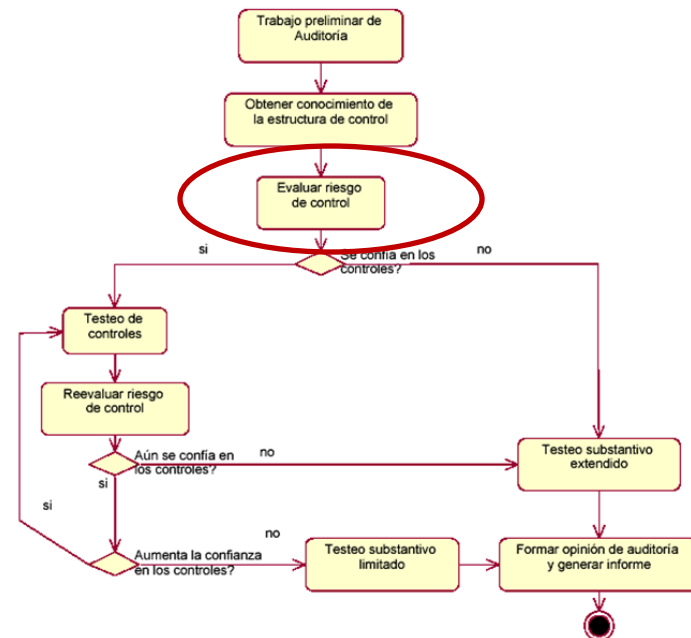 Trabajo preliminar de
Auditoría
Obtener conocimiento de
la estructura de control
Evaluar riesgo
de control
si
Se confía en los
controles?
no
Testeo de
controles
Reevaluar riesgo
de control
Aún se confía en
los controles?
no
Testeo substantivo
extendido
si
si
Aumenta la confianza
en los controles?
no
Testeo substantivo
limitado
Formar opinión de auditoría
y generar informe